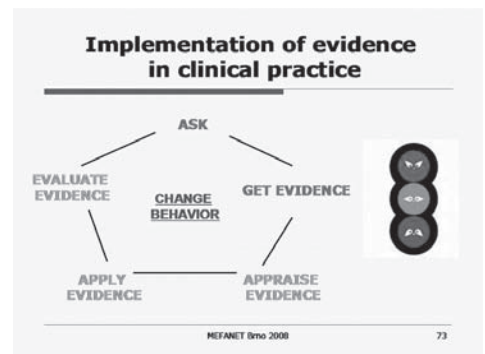 Implementation of evidence
in clinical practice
ASK
GET EVIDENCE
APPRAISE
EVIDENCE
APPLY
EVIDENCE
EVALUATE
EVIDENCE
CHANGE
BEHAVIOR
MEFANET Brno 2008
73